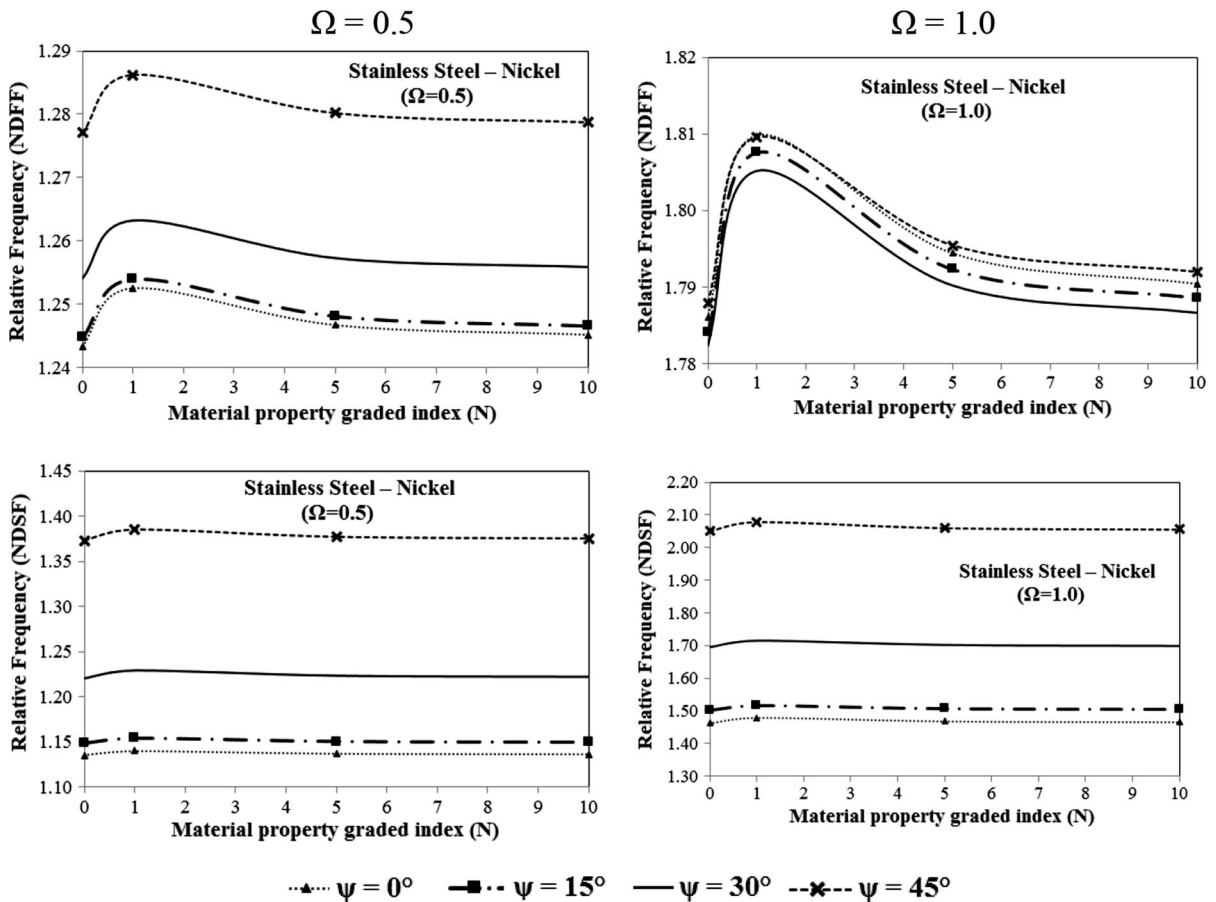 Ω = 0.5
Ω = 1.0
Relative Frequency (NDFF)
1.29
1.28
1.27
1.26
1.25
1.24
Stainless Steel – Nickel
(Ω=0.5)
0 1 2 3 4 5 6 7 8 9 10
Material property graded index (N)
Relative Frequency (NDFF)
1.82
1.81
1.80
1.79
1.78
Stainless Steel – Nickel
(Ω=1.0)
0 1 2 3 4 5 6 7 8 9 10
Material property graded index (N)
Relative Frequency (NDSF)
1.45
1.40
1.35
1.30
1.25
1.20
1.15
1.10
Stainless Steel – Nickel
(Ω=0.5)
0 1 2 3 4 5 6 7 8 9 10
Material property graded index (N)
Relative Frequency (NDSF)
2.20
2.10
2.00
1.90
1.80
1.70
1.60
1.50
1.40
1.30
Stainless Steel – Nickel
(Ω=1.0)
0 1 2 3 4 5 6 7 8 9 10
Material property graded index (N)
ψ = 0° ψ = 15° ψ = 30° ψ = 45°